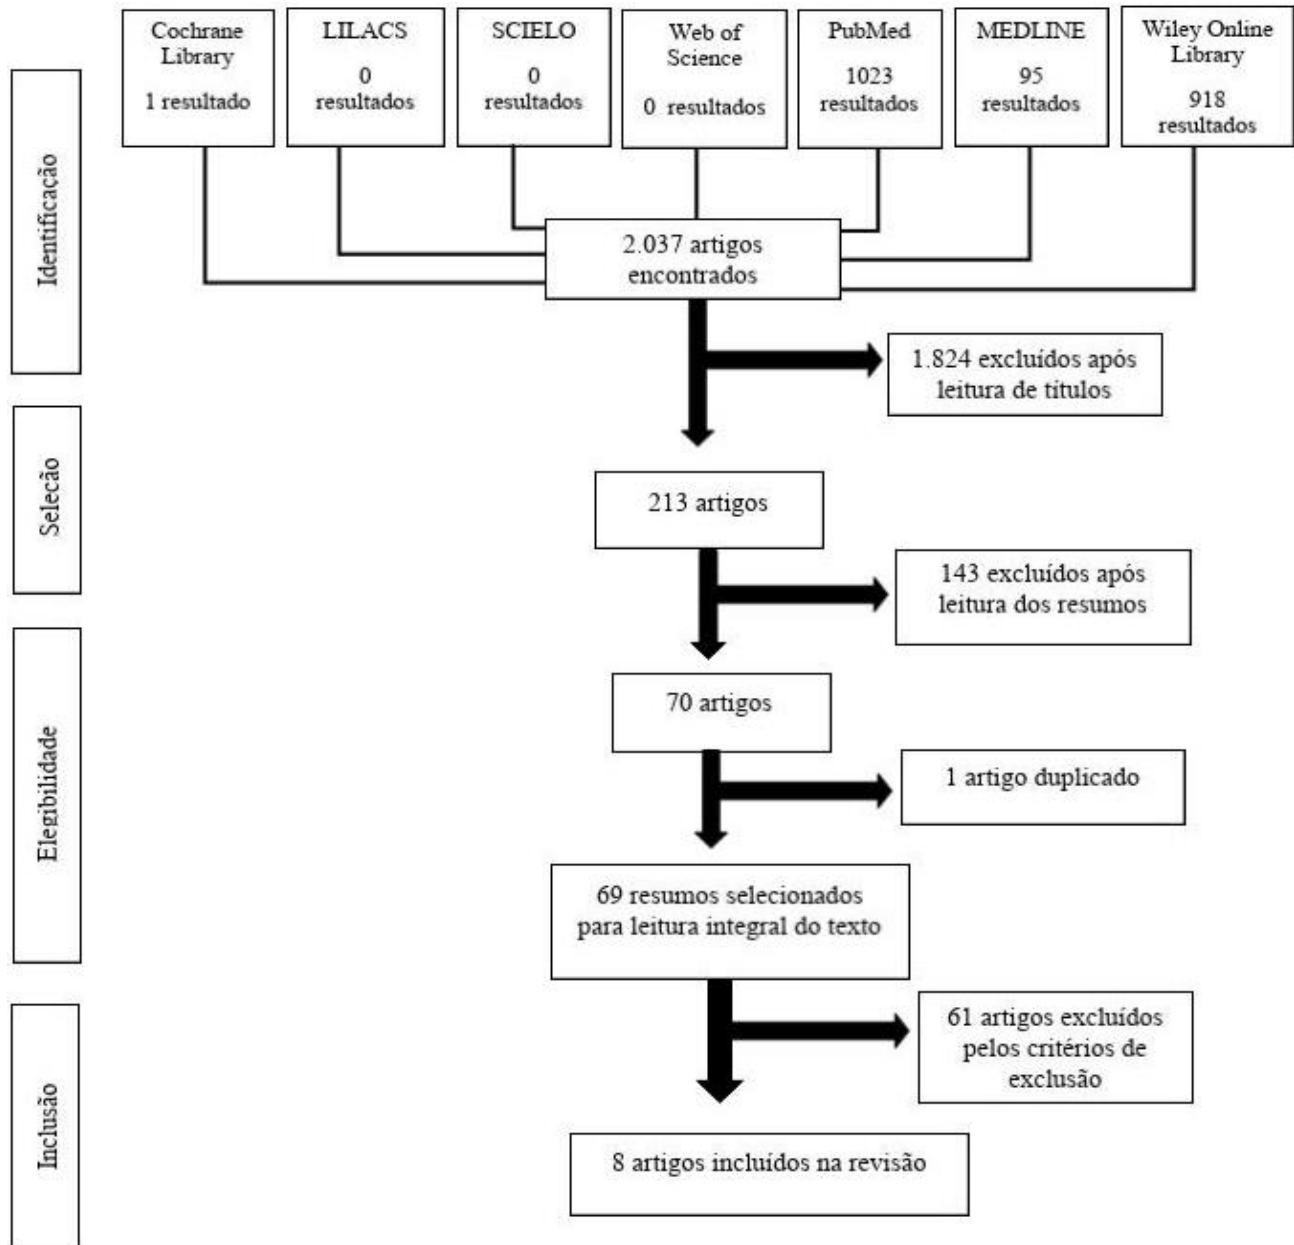 Cochrane
Library
1 resultado
LILACS
0
resultados
SCIELO
0
resultados
Web of
Science
0 resultados
PubMed
1023
resultados
MEDLINE
95
resultados
Wiley Online
Library
918
resultados
Identificação
2.037 artigos
encontrados
1.824 excluídos após
leitura de títulos
Selecão
213 artigos
143 excluídos após
leitura dos resumos
Elegibilidade
70 artigos
1 artigo duplicado
69 resumos selecionados
para leitura integral do texto
Inclusão
61 artigos excluídos
pelos critérios de
exclusão
8 artigos incluídos na revisão